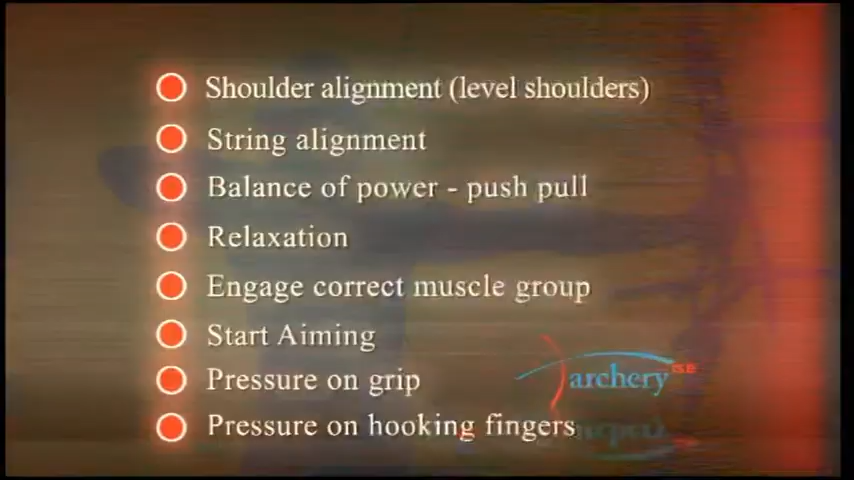 Shoulder alignment (level shoulders)
String alignment
Balance of power - push pull
Relaxation
Engage correct muscle group
Start Aiming
Pressure on grip
Pressure on hooking fingers
archery